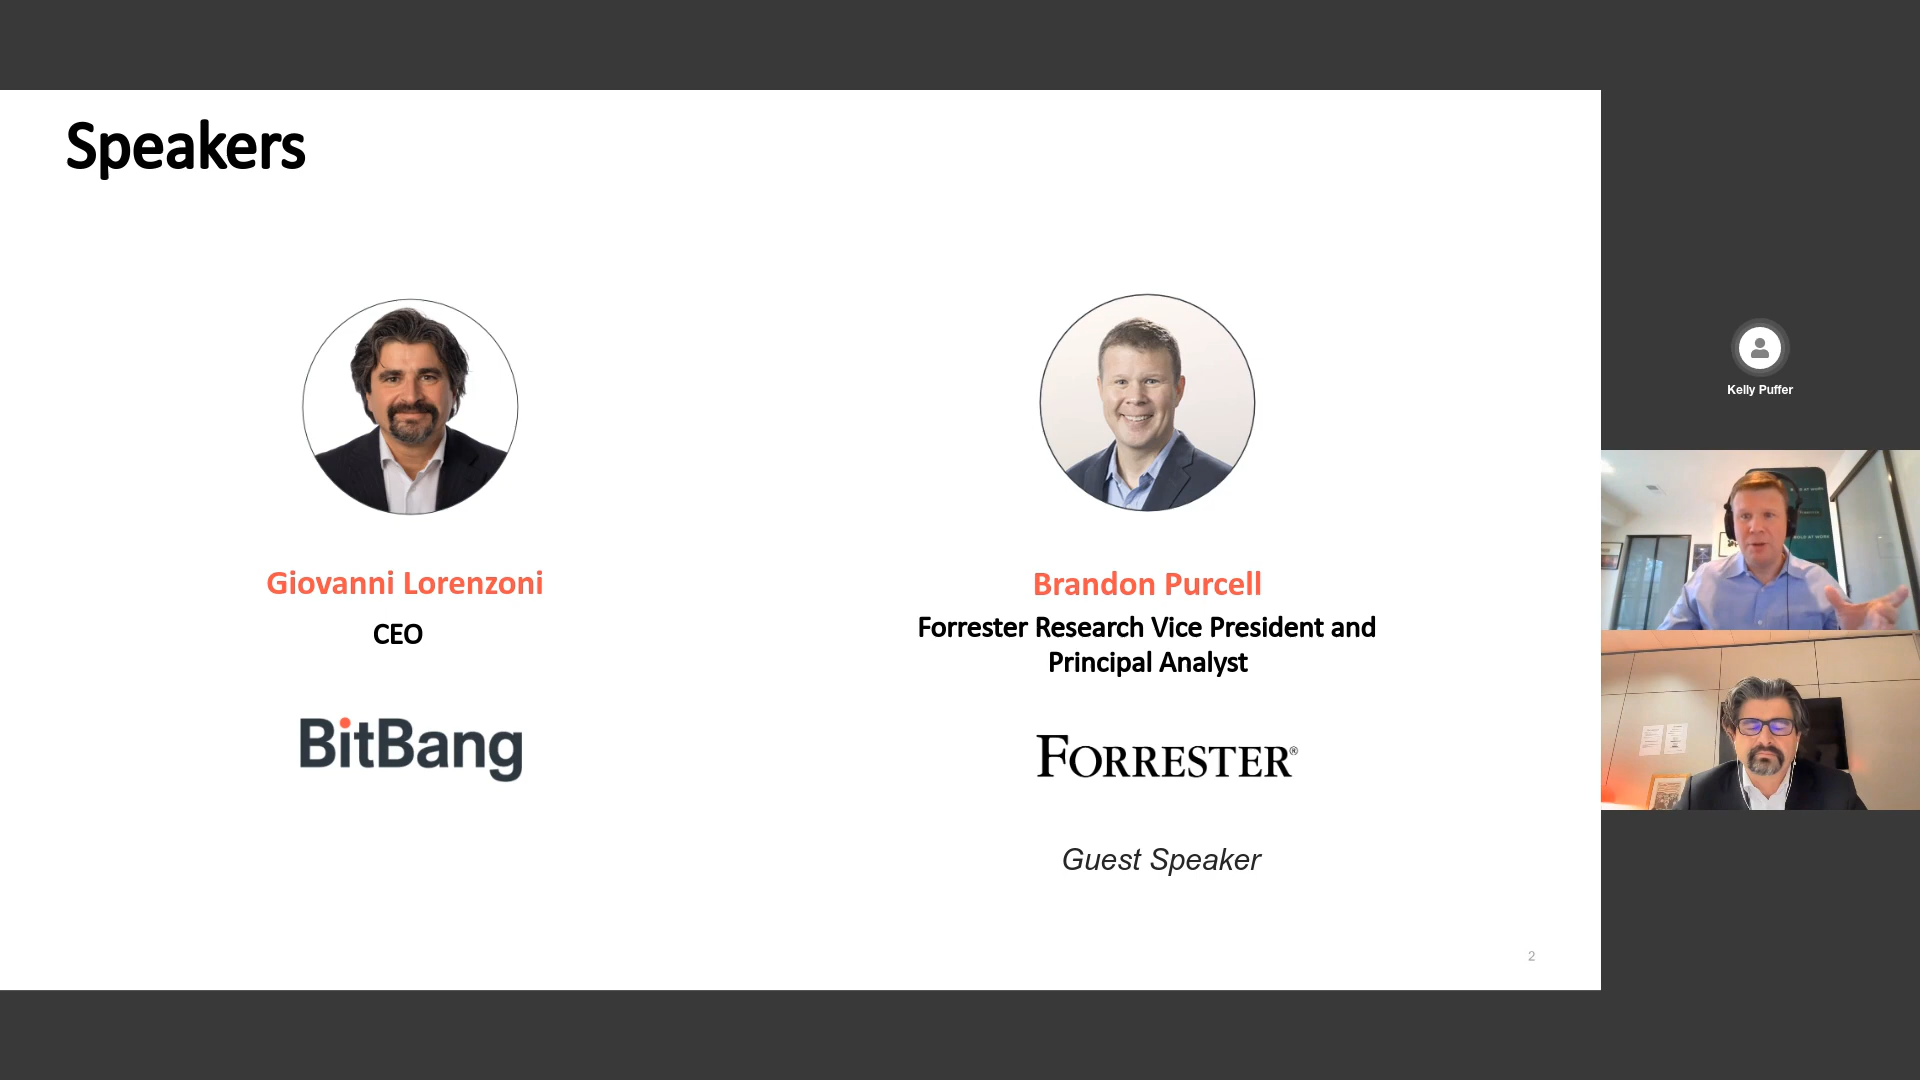 Speakers
Giovanni Lorenzoni
CEO
BitBang
Brandon Purcell
Forrester Research Vice President and
Principal Analyst
FORRESTER®
Guest Speaker
2
Kelly Puffer